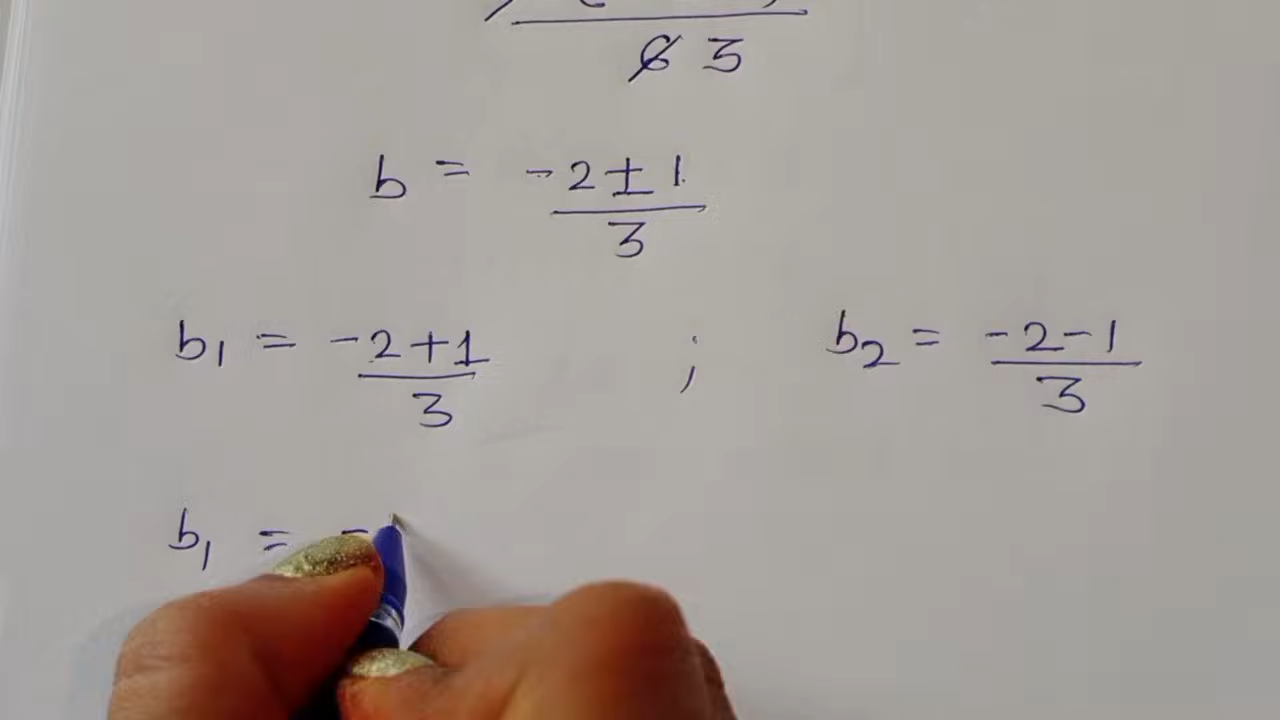 6 3
b = -2 ± 1
3
b1 = -2+1 ; b2 = -2-1
3 3
b1 = -